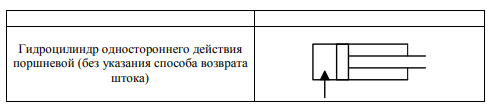 Гидроцилиндр одностороннего действия
поршневой (без указания способа возврата
штока)